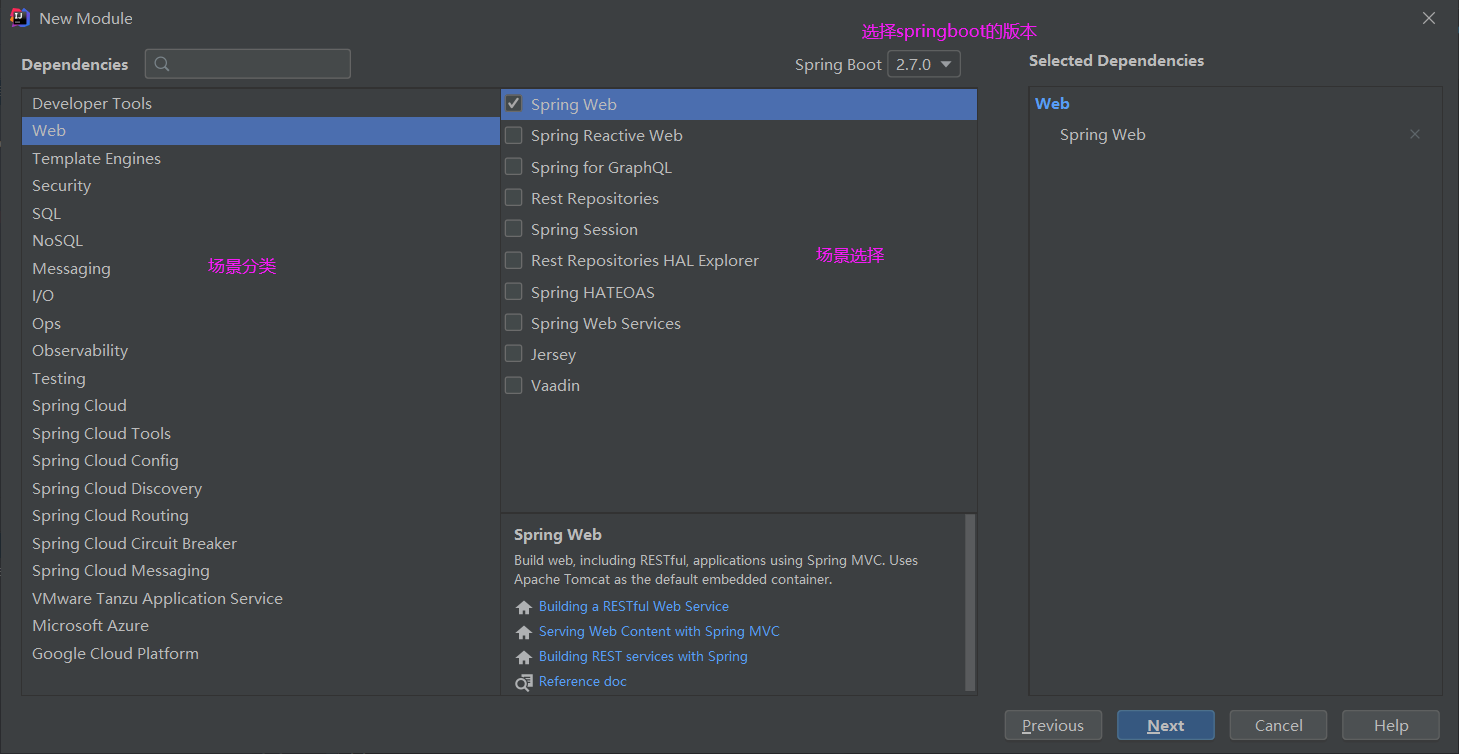 New Module
选择springboot的版本
Dependencies
Spring Boot 2.7.0
Selected Dependencies
Developer Tools
Web
Template Engines
Security
SQL
NoSQL
Messaging
I/O
Ops
Observability
Testing
Spring Cloud
Spring Cloud Tools
Spring Cloud Config
Spring Cloud Discovery
Spring Cloud Routing
Spring Cloud Circuit Breaker
Spring Cloud Messaging
VMware Tanzu Application Service
Microsoft Azure
Google Cloud Platform
场景分类
Spring Web
Spring Reactive Web
Spring for GraphQL
Rest Repositories
Spring Session
Rest Repositories HAL Explorer
Spring HATEOAS
Spring Web Services
Jersey
Vaadin
场景选择
Spring Web
Build web, including RESTful, applications using Spring MVC. Uses
Apache Tomcat as the default embedded container.
Building a RESTful Web Service
Serving Web Content with Spring MVC
Building REST services with Spring
Reference doc
Web
Spring Web
Previous
Next
Cancel
Help